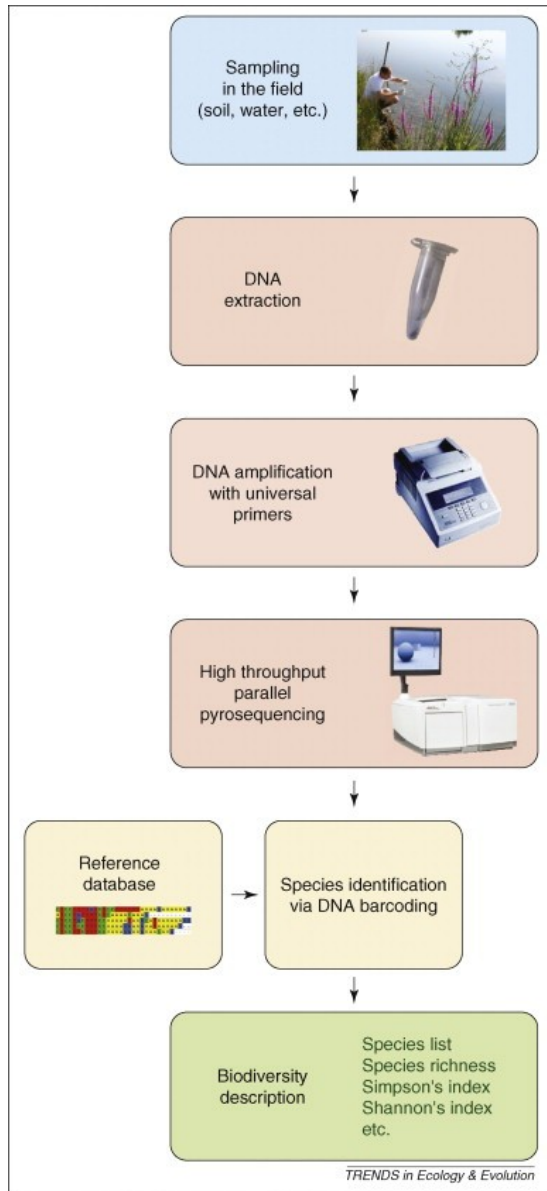 Sampling
in the field
(soil, water, etc.)
DNA
extraction
DNA amplification
with universal
primers
High throughput
parallel
pyrosequencing
Reference
database
Species identification
via DNA barcoding
Biodiversity
description
Species list
Species richness
Simpson's index
Shannon's index
etc.
TRENDS in Ecology & Evolution